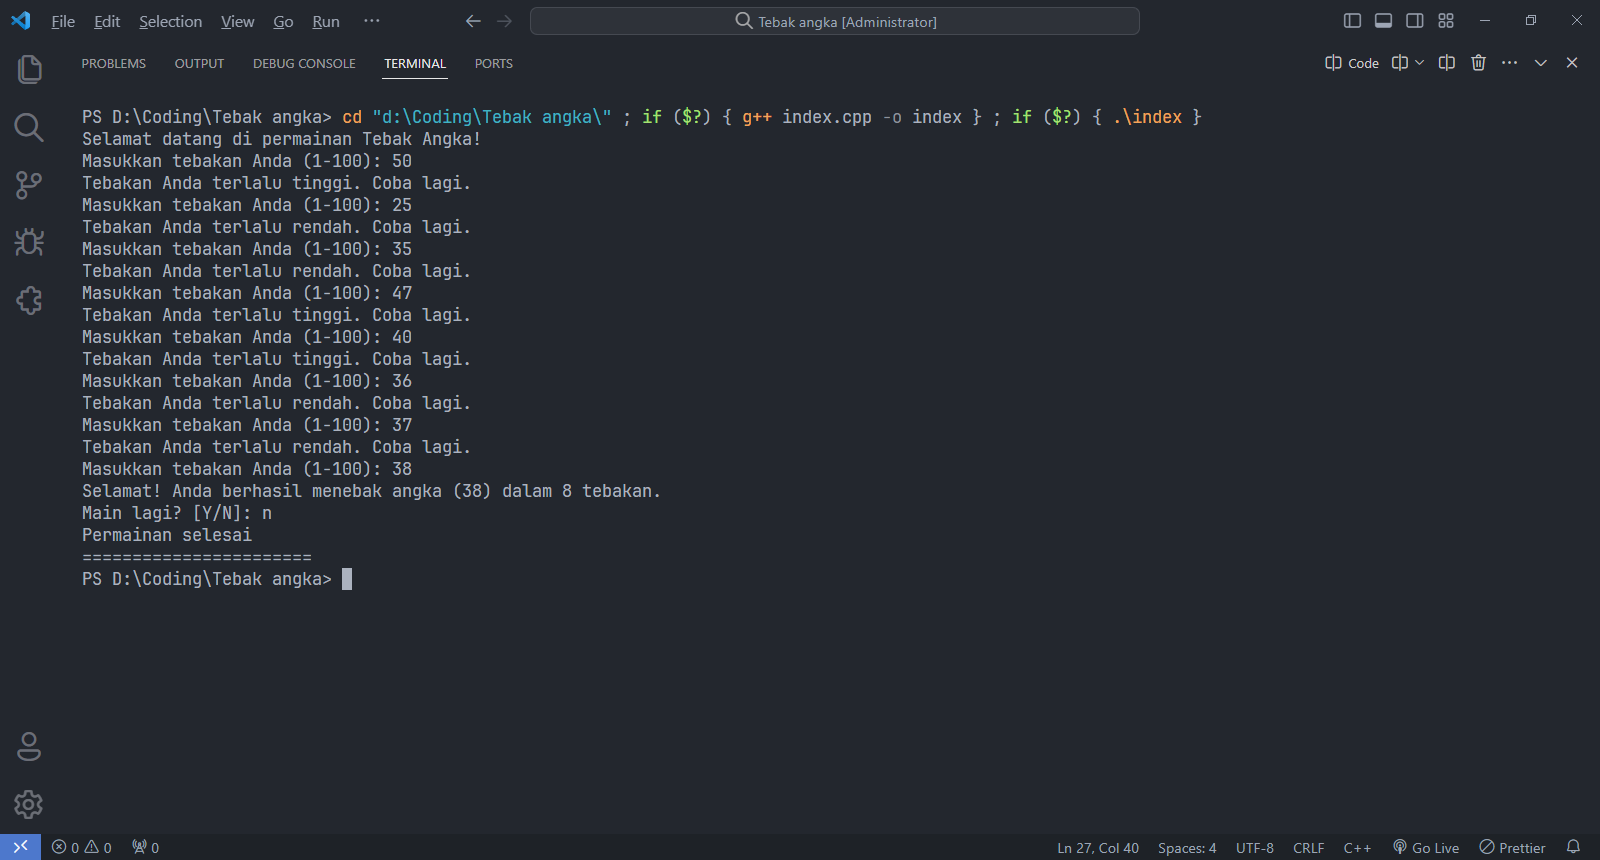 File Edit Selection View Go Run ··· Tebak angka [Administrator]
PROBLEMS OUTPUT DEBUG CONSOLE TERMINAL PORTS Code
PS D:\Coding\Tebak angka> cd "d:\Coding\Tebak angka\" ; if ($?) { g++ index.cpp -o index } ; if ($?) { .\index }
Selamat datang di permainan Tebak Angka!
Masukkan tebakan Anda (1-100): 50
Tebakan Anda terlalu tinggi. Coba lagi.
Masukkan tebakan Anda (1-100): 25
Tebakan Anda terlalu rendah. Coba lagi.
Masukkan tebakan Anda (1-100): 35
Tebakan Anda terlalu rendah. Coba lagi.
Masukkan tebakan Anda (1-100): 47
Tebakan Anda terlalu tinggi. Coba lagi.
Masukkan tebakan Anda (1-100): 40
Tebakan Anda terlalu tinggi. Coba lagi.
Masukkan tebakan Anda (1-100): 36
Tebakan Anda terlalu rendah. Coba lagi.
Masukkan tebakan Anda (1-100): 37
Tebakan Anda terlalu rendah. Coba lagi.
Masukkan tebakan Anda (1-100): 38
Selamat! Anda berhasil menebak angka (38) dalam 8 tebakan.
Main lagi? [Y/N]: n
Permainan selesai
=======================
PS D:\Coding\Tebak angka>
0 0 0 Ln 27, Col 40 Spaces: 4 UTF-8 CRLF C++ Go Live Prettier